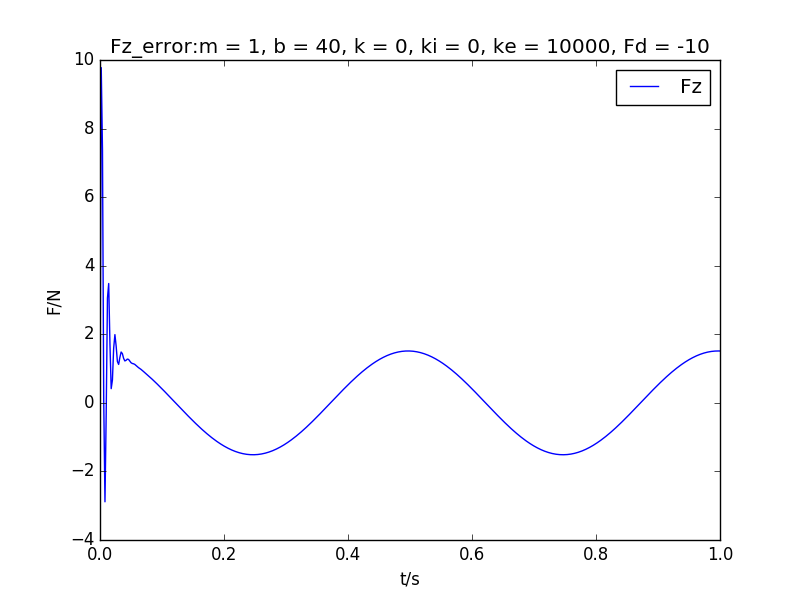 Fz_error:m = 1, b = 40, k = 0, ki = 0, ke = 10000, Fd = -10
10
8
6
4
2
0
−2
−4
F/N
Fz
0.0 0.2 0.4 0.6 0.8 1.0
t/s